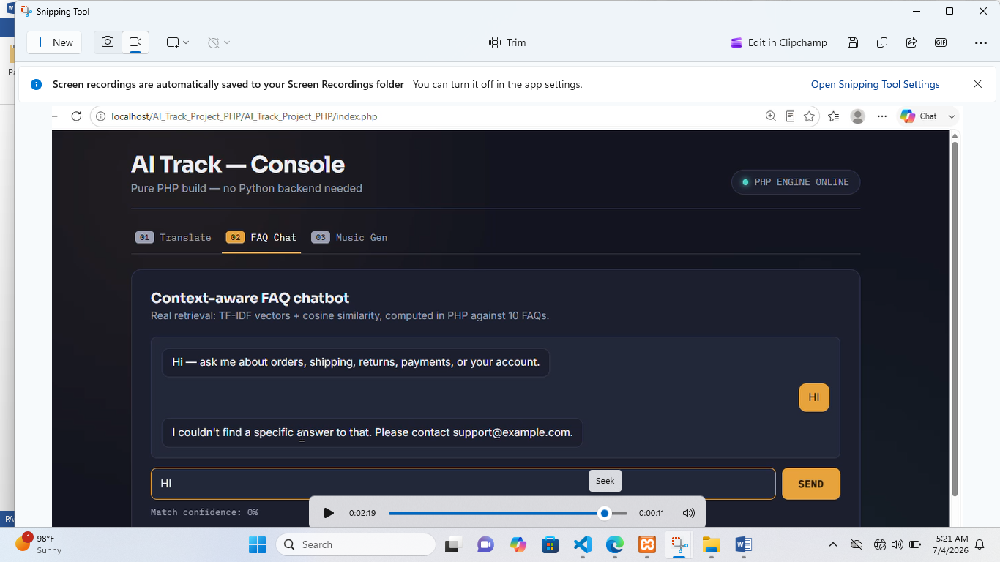 Snipping Tool
New
Trim
Edit in Clipchamp
GIF
Screen recordings are automatically saved to your Screen Recordings folder You can turn it off in the app settings.
Open Snipping Tool Settings
localhost/AI_Track_Project_PHP/AI_Track_Project_PHP/index.php
Chat
AI Track — Console
Pure PHP build — no Python backend needed
PHP ENGINE ONLINE
01 Translate 02 FAQ Chat 03 Music Gen
Context-aware FAQ chatbot
Real retrieval: TF-IDF vectors + cosine similarity, computed in PHP against 10 FAQs.
Hi — ask me about orders, shipping, returns, payments, or your account.
HI
I couldn't find a specific answer to that. Please contact support@example.com.
HI
SEND
Seek
Match confidence: 0%
0:02:19
0:00:11
1
98°F
Sunny
Search
5:21 AM
7/4/2026